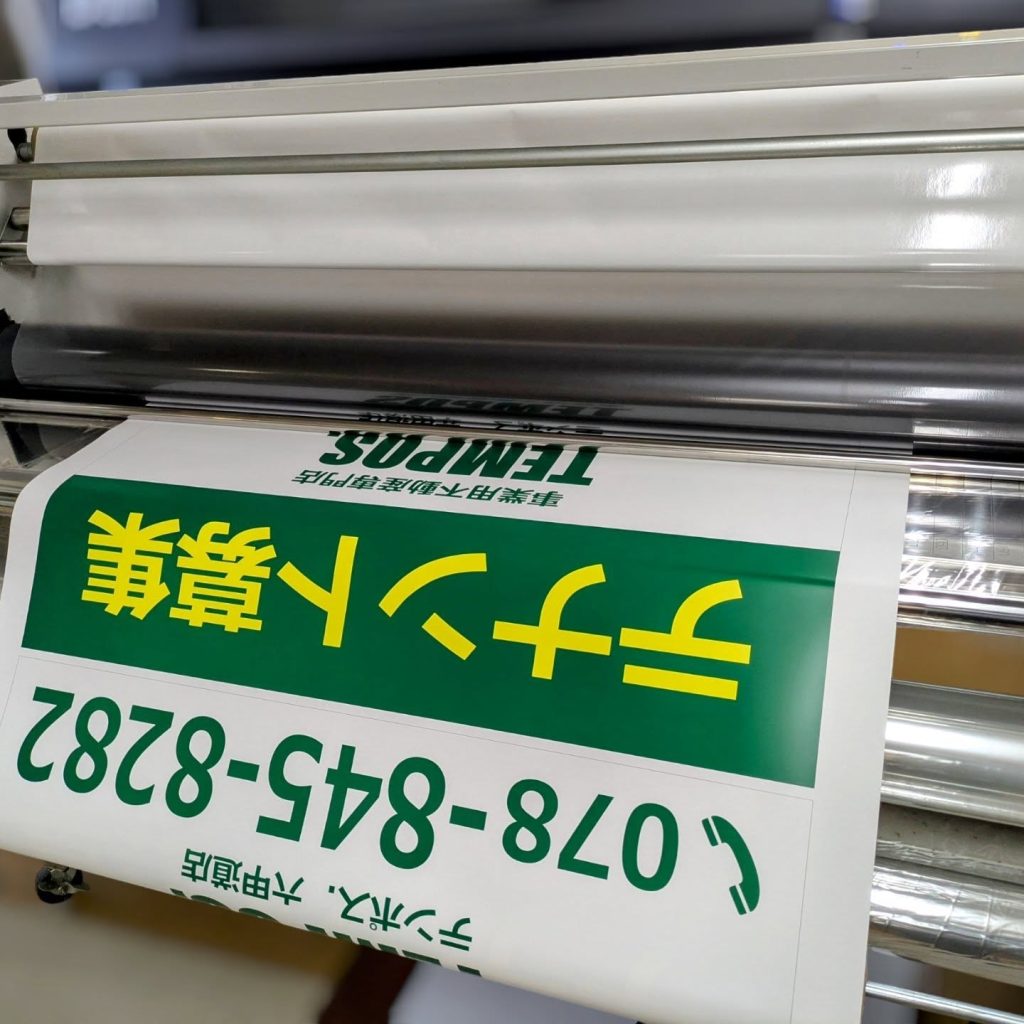 テンポス. 六甲道店
078-845-8282
テナント募集
事業用不動産専門店
TEMPOS.